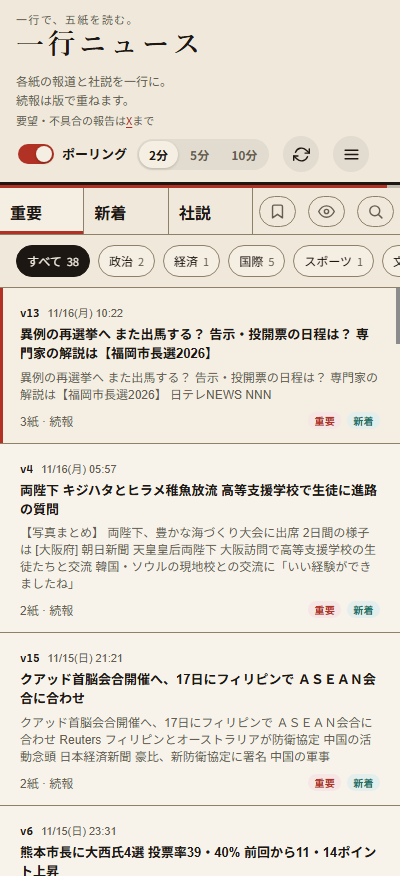 一行で、五紙を読む。
一行ニュース
各紙の報道と社説を一行に。
続報は版で重ねます。
要望・不具合の報告はXまで
ポーリング 2分 5分 10分
重要 新着 社説
すべて 38 政治 2 経済 1 国際 5 スポーツ 1
v13 11/16(月) 10:22
異例の再選挙へ また出馬する？ 告示・投開票の日程は？ 専
門家の解説は【福岡市長選2026】
異例の再選挙へ また出馬する？ 告示・投開票の日程は？ 専門家の
解説は【福岡市長選2026】 日テレNEWS NNN
3紙 · 続報 重要 新着
v4 11/16(月) 05:57
両陛下 キジハタとヒラメ稚魚放流 高等支援学校で生徒に進路
の質問
【写真まとめ】 両陛下、豊かな海づくり大会に出席 2日間の様子
は [大阪府] 朝日新聞 天皇皇后両陛下 大阪訪問で高等支援学校の生
徒たちと交流 韓国・ソウルの現地校との交流に「いい経験ができ
ましたね」
2紙 · 続報 重要 新着
v15 11/15(日) 21:21
クアッド首脳会合開催へ、17日にフィリピンで ＡＳＥＡＮ会
合に合わせ
クアッド首脳会合開催へ、17日にフィリピンで ＡＳＥＡＮ会合に
合わせ Reuters フィリピンとオーストラリアが防衛協定 中国の活
動念頭 日本経済新聞 豪比、新防衛協定に署名 中国の軍事
2紙 · 続報 重要 新着
v6 11/15(日) 23:31
熊本市長に大西氏4選 投票率39・40% 前回から11・14ポイン
ト上昇